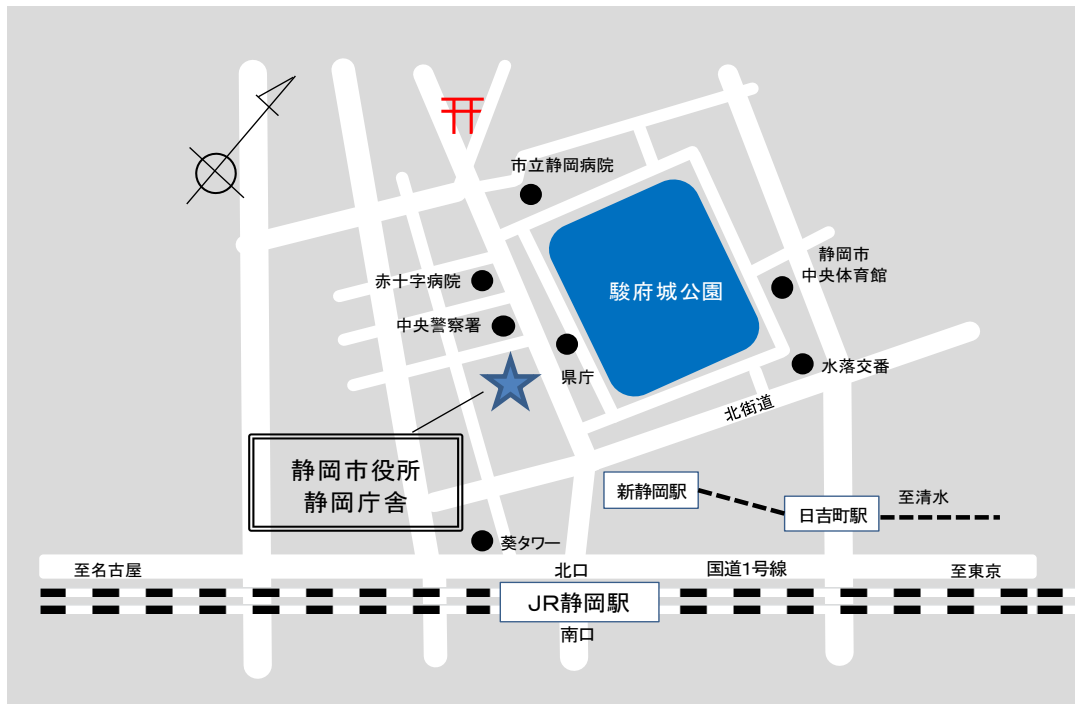 市立静岡病院
静岡市
中央体育館
赤十字病院
駿府城公園
中央警察署
県庁
水落交番
北街道
静岡市役所
静岡庁舎
新静岡駅
至清水
日吉町駅
葵タワー
至名古屋
北口
国道1号線
至東京
JR静岡駅
南口